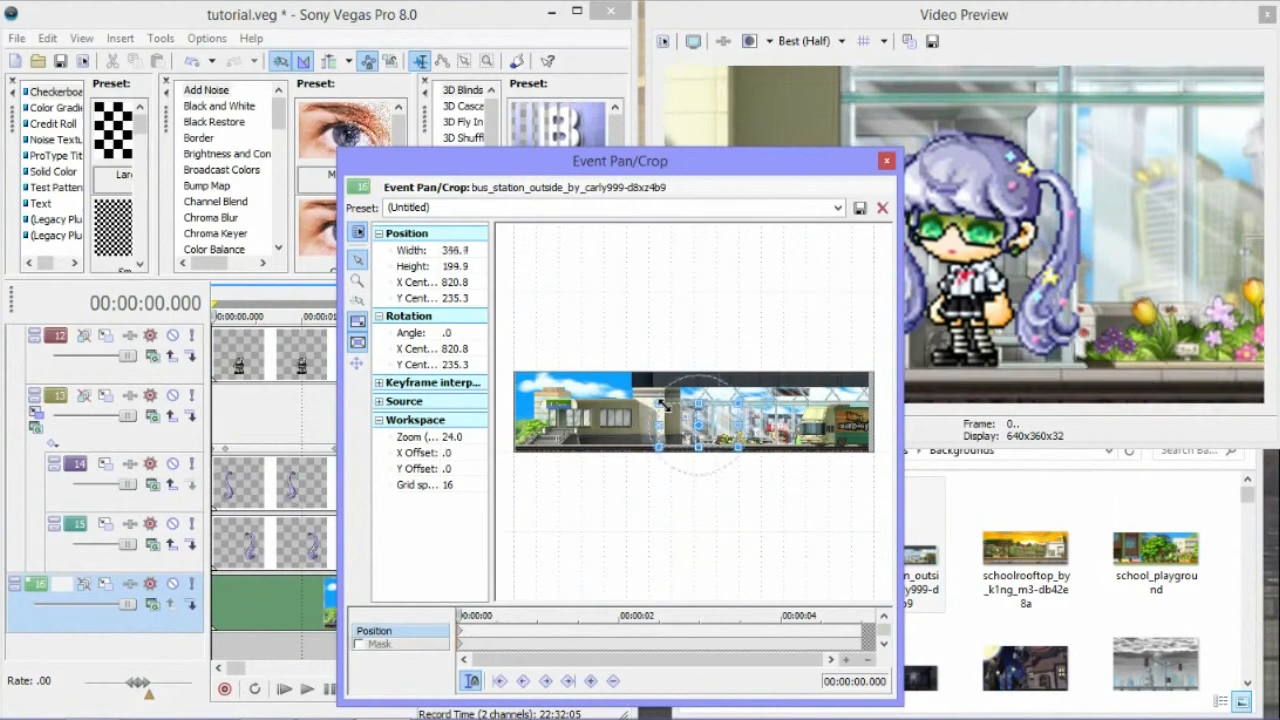 tutorial.veg * - Sony Vegas Pro 8.0
Video Preview
File Edit View Insert Tools Options Help
Best (Half)
Preset:
Preset:
Preset:
Checkerboa
Color Grade
Credit Roll
Noise Textu
ProType Tit
Solid Color
Test Pattern
Text
(Legacy Plu
(Legacy Plu
Add Noise
Black and White
Black Restore
Border
Brightness and Con
Broadcast Colors
Bump Map
Channel Blend
Chroma Blur
Chroma Keyer
Color Balance
3D Blinds
3D Casca
3D Fly In
3D Shuffl
Event Pan/Crop
16 Event Pan/Crop: bus_station_outside_by_carly999-d8xz4b9
Preset: (Untitled)
Position
Height: 199.9
X Cent... 820.8
Y Cent... 235.3
Rotation
Angle: .0
X Cent... 820.8
Y Cent... 235.3
Keyframe interp...
Source
Workspace
Zoom (... 24.0
X Offset: .0
Y Offset: .0
Grid sp... 16
00:00:00.000
00:00:00.000
12
13
14
15
16
Rate: .00
00:00:02
00:00:04
Position
Mask
00:00:00.000
Record Time (2 channels): 22:32:05
Frame: 0..
Display: 640x360x32
Backgrounds
Search Ba...
schoolrooftop_by
_k1ng_m3-db42e
8a
school_playgrou
nd